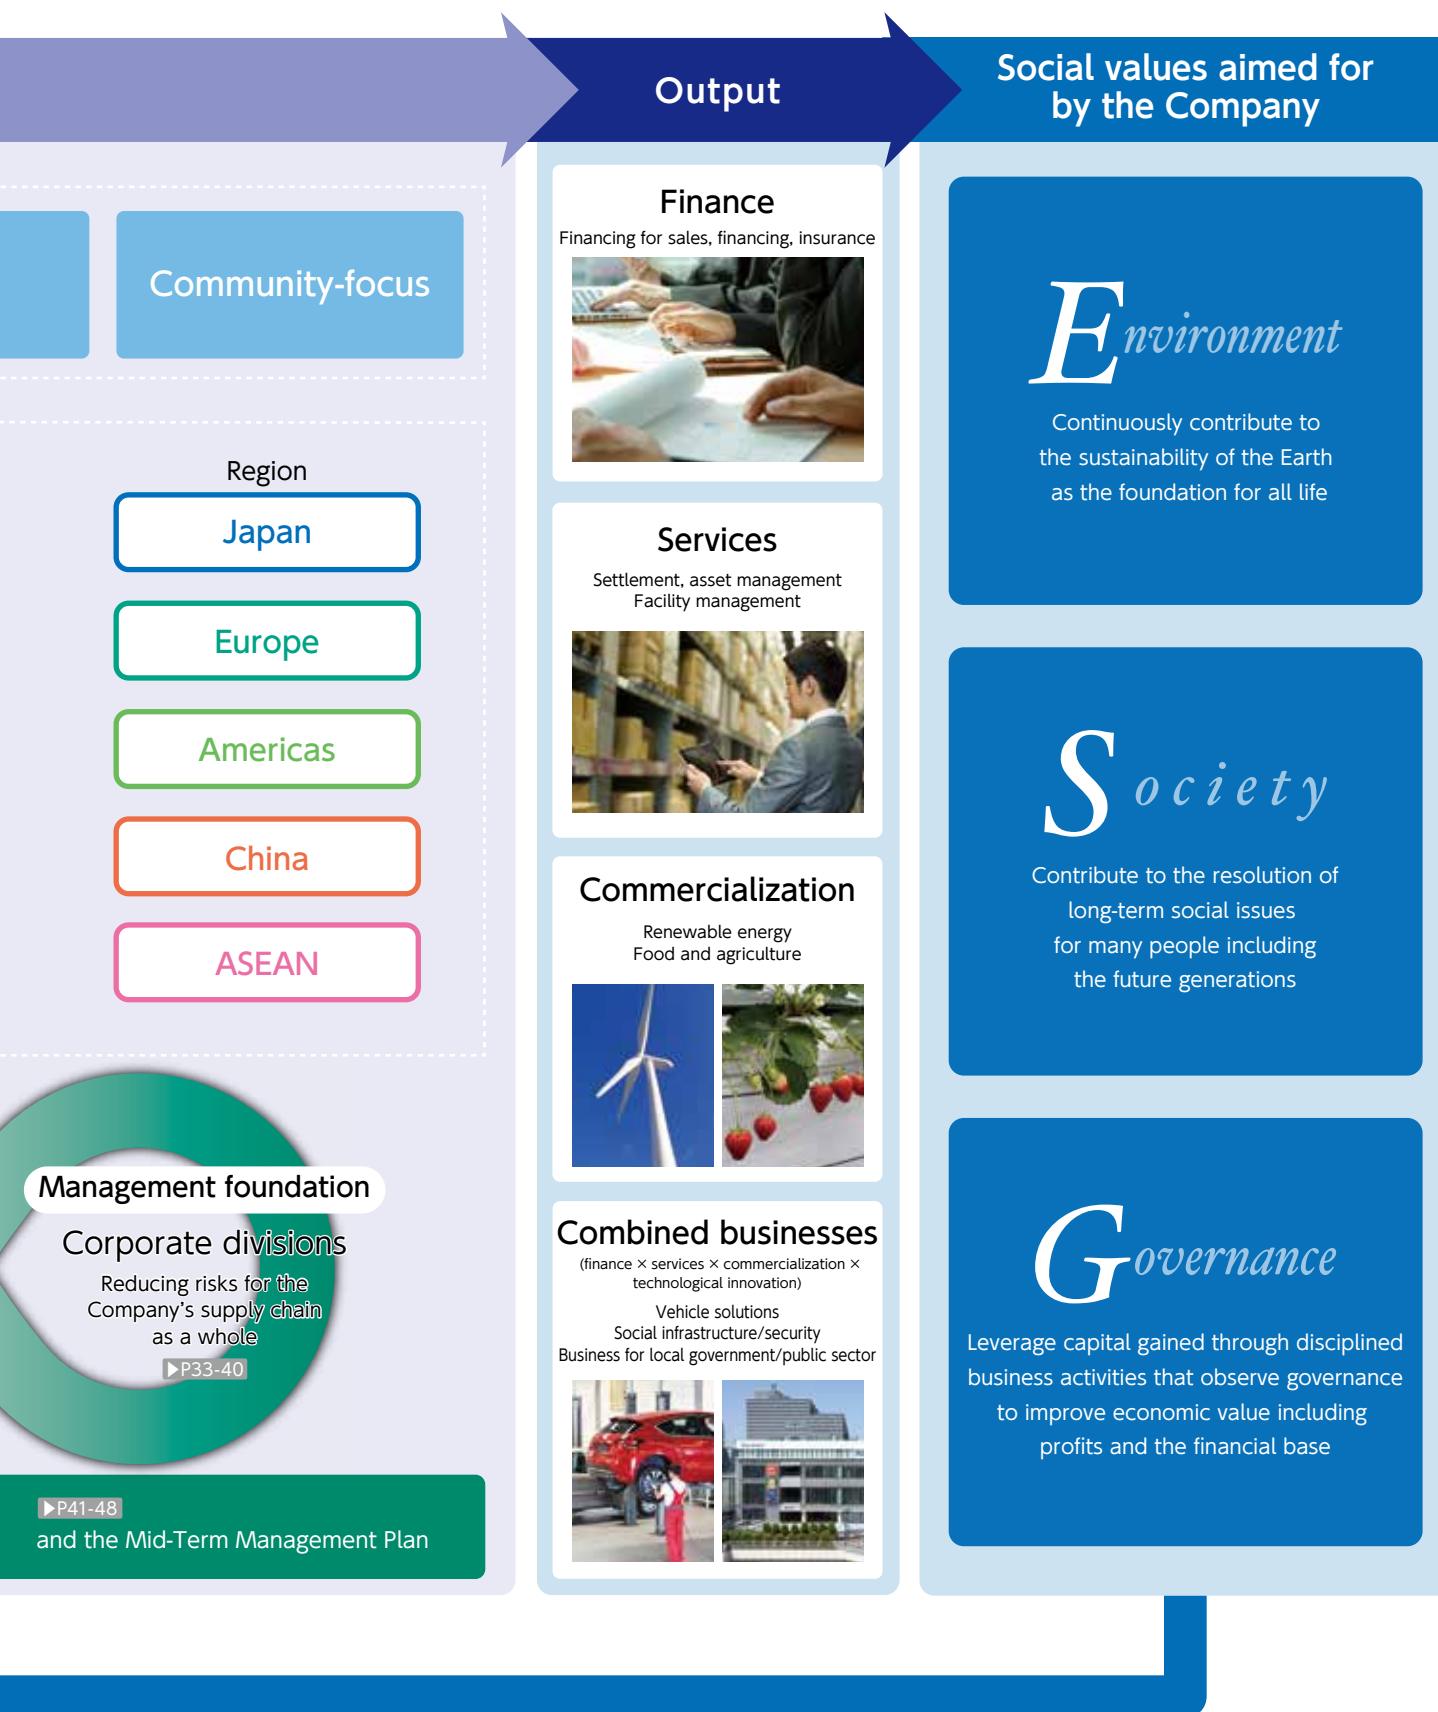 Output
Social values aimed for
by the Company
Community-focus
Region
Japan
Europe
Americas
China
ASEAN
Management foundation
Corporate divisions
Reducing risks for the
Company's supply chain
as a whole
▶P33-40
▶P41-48
and the Mid-Term Management Plan
Finance
Financing for sales, financing, insurance
Services
Settlement, asset management
Facility management
Commercialization
Renewable energy
Food and agriculture
Combined businesses
(finance × services × commercialization ×
technological innovation)
Vehicle solutions
Social infrastructure/security
Business for local government/public sector
Environment
Continuously contribute to
the sustainability of the Earth
as the foundation for all life
Society
Contribute to the resolution of
long-term social issues
for many people including
the future generations
Governance
Leverage capital gained through disciplined
business activities that observe governance
to improve economic value including
profits and the financial base